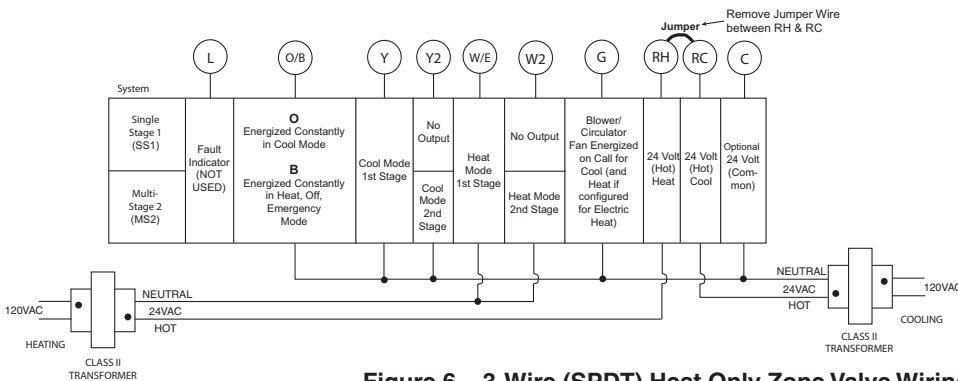 Remove Jumper Wire
between RH & RC
Jumper
L
O/B
Y
Y2
W/E
W2
G
RH
RC
C
System
Single
Stage 1
(SS1)
Multi-
Stage 2
(MS2)
Fault
Indicator
(NOT
USED)
O
Energized Constantly
in Cool Mode
B
Energized Constantly
in Heat, Off,
Emergency
Mode
Cool Mode
1st Stage
No
Output
Cool
Mode
2nd
Stage
Heat
Mode
1st Stage
No Output
Heat Mode
2nd Stage
Blower/
Circulator
Fan Energized
on Call for
Cool (and
Heat if
configured
for Electric
Heat)
24 Volt
(Hot)
Heat
24 Volt
(Hot)
Cool
Optional
24 Volt
(Com-
mon)
120VAC
HEATING
NEUTRAL
24VAC
HOT
CLASS II
TRANSFORMER
NEUTRAL
24VAC
HOT
120VAC
COOLING
CLASS II
TRANSFORMER